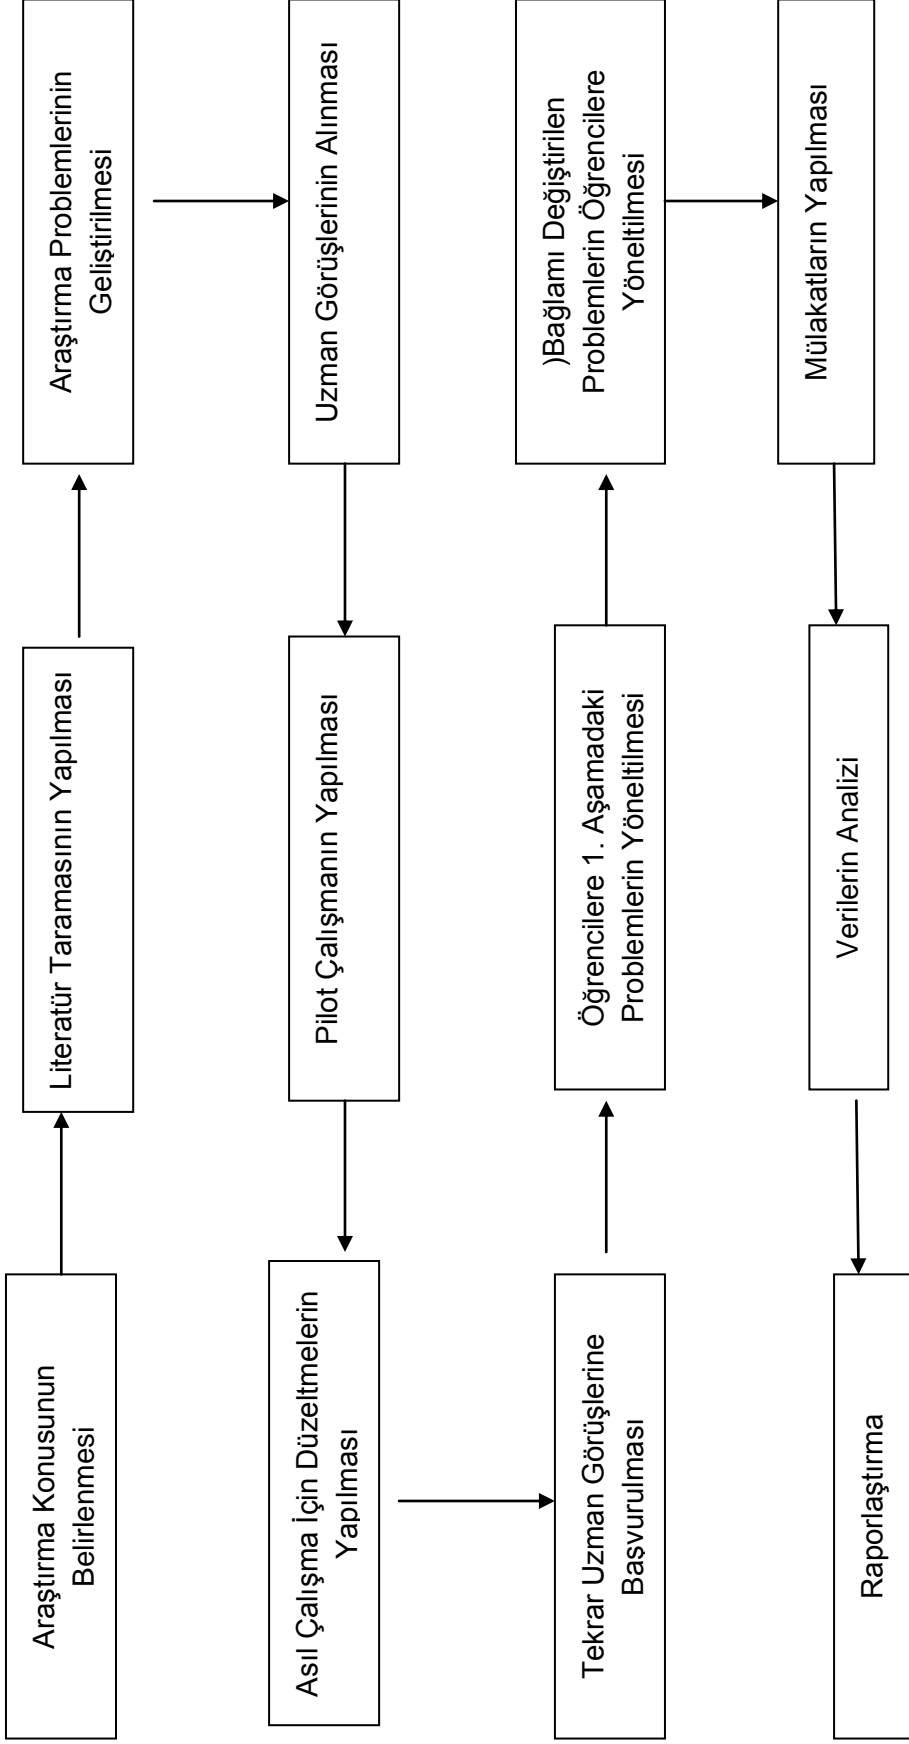 Araştırma Konusunun
Belirlenmesi
Literatür Taramasının Yapılması
Araştırma Problemlerinin
Geliştirilmesi
Uzman Görüşlerinin Alınması
Pilot Çalışmanın Yapılması
Asıl Çalışma İçin Düzeltmelerin
Yapılması
Tekrar Uzman Görüşlerine
Başvurulması
Öğrencilere 1. Aşamadaki
Problemlerin Yöneltilmesi
)Bağlamı Değiştirilen
Problemlerin Öğrencilere
Yöneltilmesi
Mülakatların Yapılması
Verilerin Analizi
Raporlaştırma